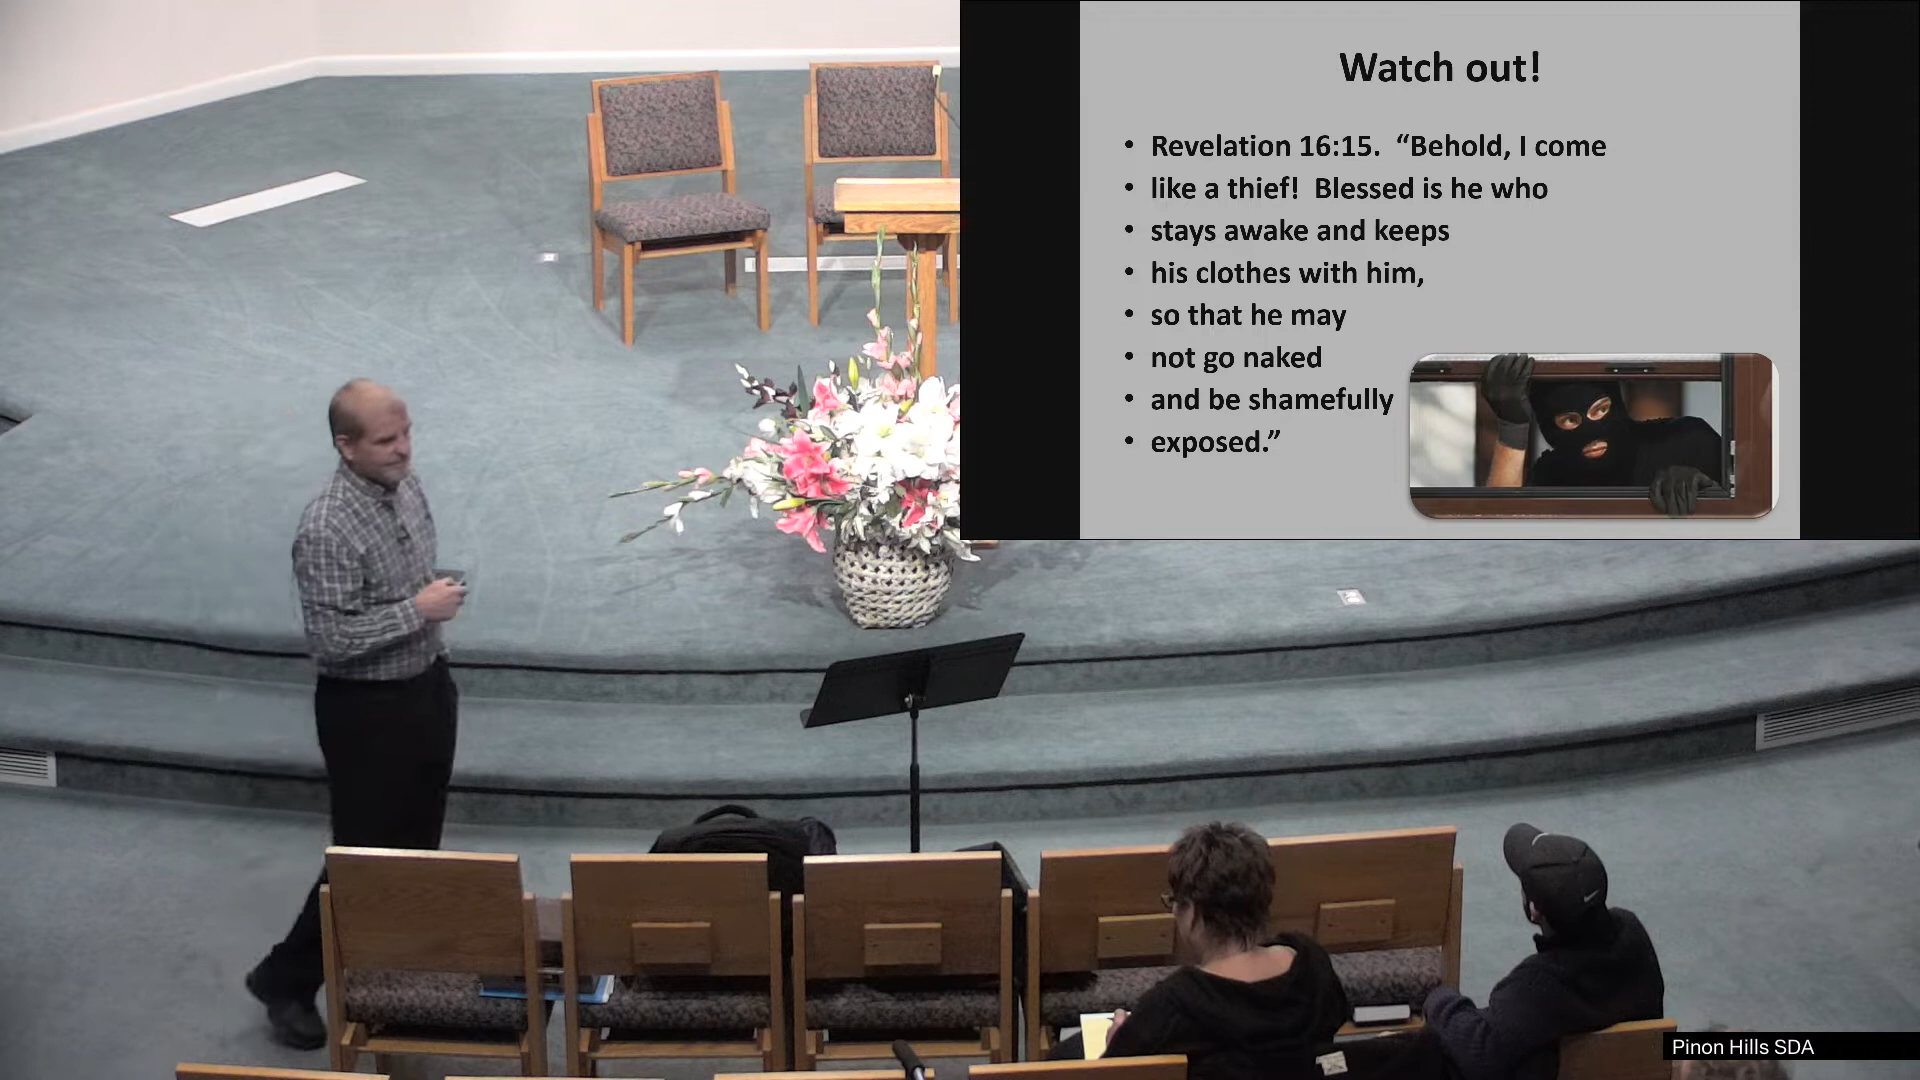 Watch out!
• Revelation 16:15.  “Behold, I come
• like a thief!  Blessed is he who
• stays awake and keeps
• his clothes with him,
• so that he may
• not go naked
• and be shamefully
• exposed.”
Pinon Hills SDA